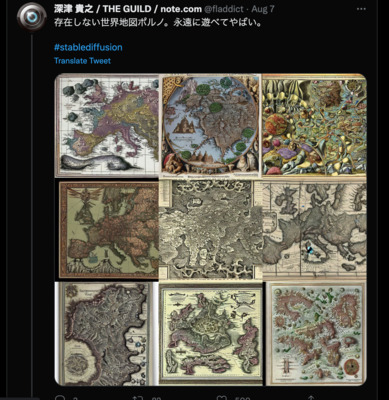 深津 貴之 / THE GUILD / note.com @fladdict · Aug 7
存在しない世界地図ポルノ。永遠に遊べてやばい。
#stablediffusion
Translate Tweet